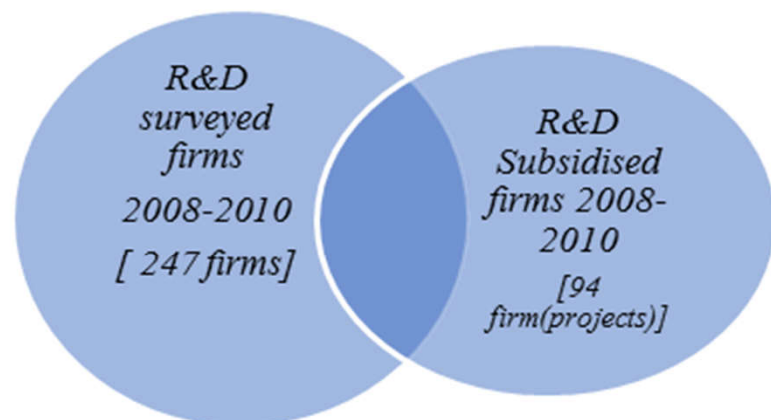 R&D
surveyed
firms
2008-2010
[ 247 firms]
R&D
Subsidised
firms 2008-
2010
[94
firm(projects)]